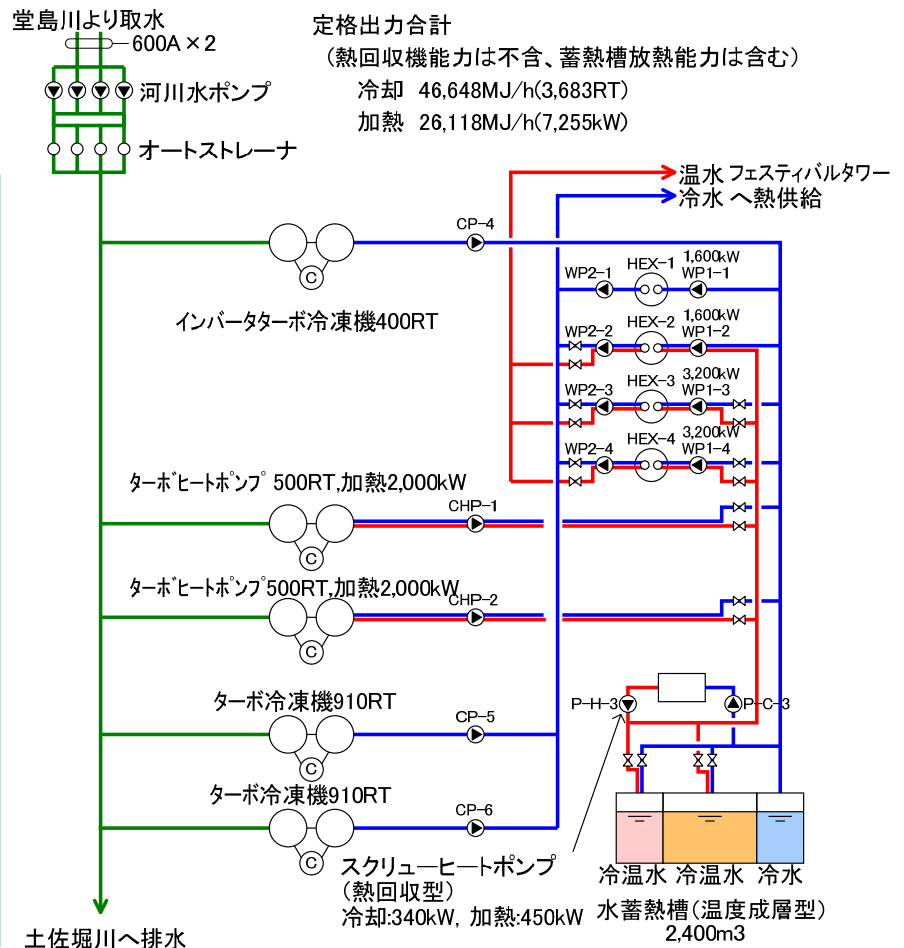 堂島川より取水
600A×2
河川水ポンプ
オートストレーナ
定格出力合計
(熱回収機能力は不含、蓄熱槽放熱能力は含む)
冷却 46,648MJ/h(3,683RT)
加熱 26,118MJ/h(7,255kW)
温水 フェスティバルタワー
冷水 へ熱供給
CP-4
C
インバータターボ冷凍機400RT
WP2-1 HEX-1 1,600kW
WP1-1
WP2-2 HEX-2 1,600kW
WP1-2
WP2-3 HEX-3 3,200kW
WP1-3
WP2-4 HEX-4 3,200kW
WP1-4
ターボヒートポンプ 500RT,加熱2,000kW
CHP-1
C
ターボヒートポンプ500RT,加熱2,000kW
CHP-2
C
P-H-3 P-C-3
ターボ冷凍機910RT
CP-5
C
ターボ冷凍機910RT
CP-6
C
スクリューヒートポンプ
(熱回収型)
冷却:340kW, 加熱:450kW
冷温水 冷温水 冷水
水蓄熱槽(温度成層型)
2,400m3
土佐堀川へ排水